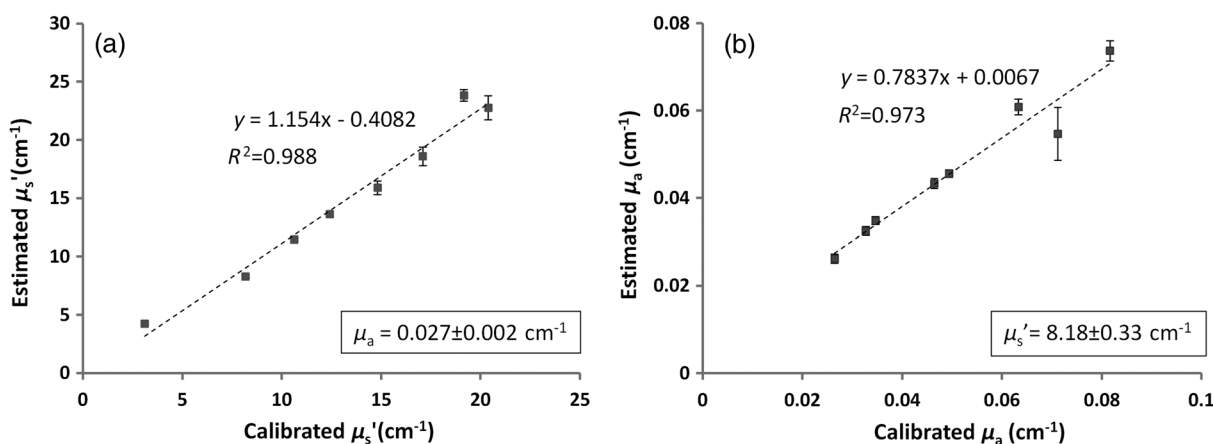 (a)
30
25
20
15
10
5
0
Estimated μs'(cm-1)
y = 1.154x - 0.4082
R2=0.988
μa = 0.027±0.002 cm-1
0 5 10 15 20 25
Calibrated μs'(cm-1)
(b)
0.08
0.06
0.04
0.02
0
Estimated μa (cm-1)
y = 0.7837x + 0.0067
R2=0.973
μs’= 8.18±0.33 cm-1
0 0.02 0.04 0.06 0.08 0.1
Calibrated μa (cm-1)